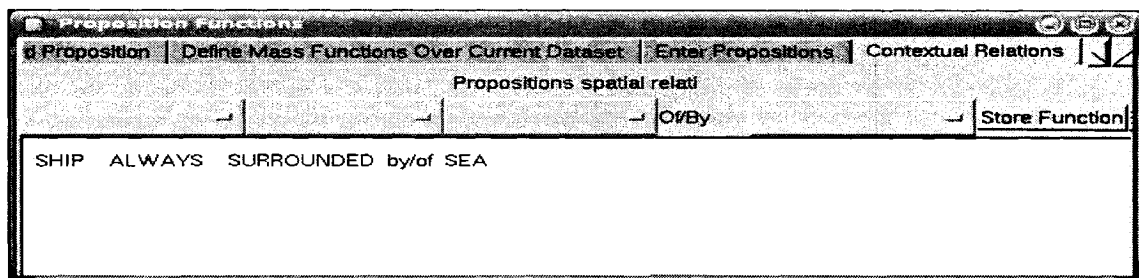 Proposition Functions
d Proposition Define Mass Functions Over Current Dataset Enter Propositions Contextual Relations
Propositions spatial relati
Of/By Store Function
SHIP ALWAYS SURROUNDED by/of SEA